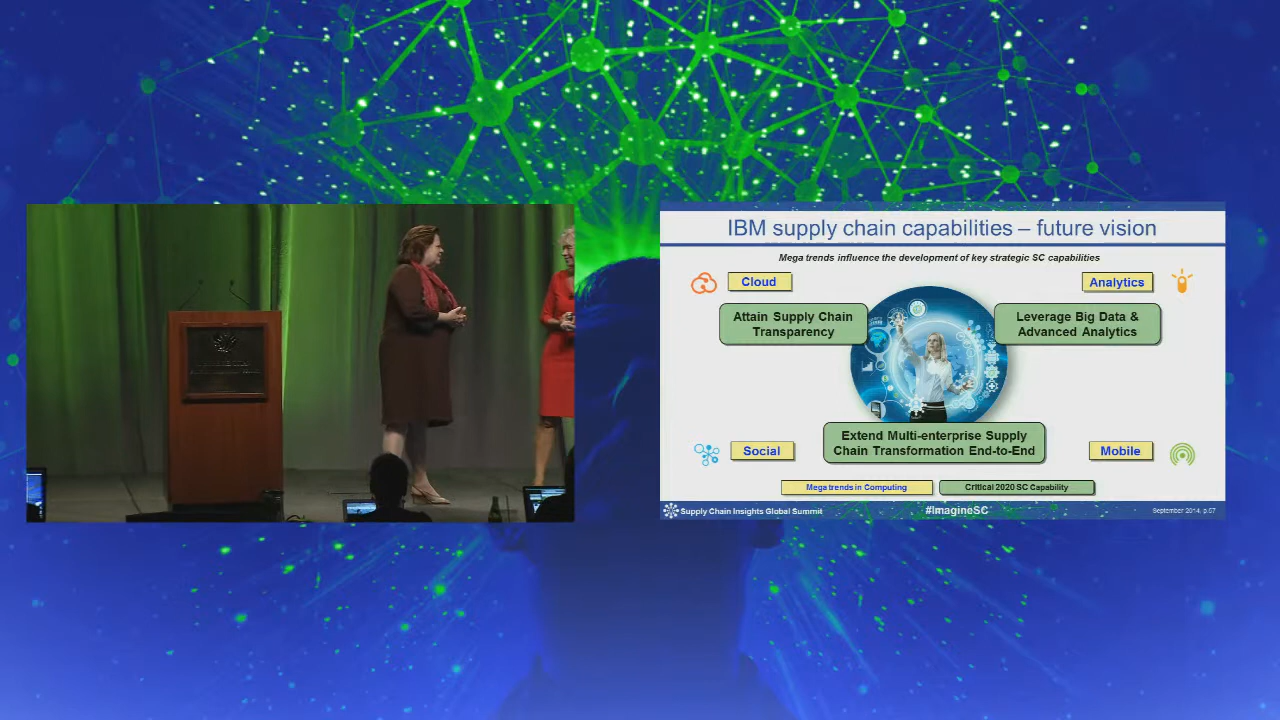 IBM supply chain capabilities – future vision
Mega trends influence the development of key strategic SC capabilities
Cloud
Analytics
Attain Supply Chain
Transparency
Leverage Big Data &
Advanced Analytics
Extend Multi-enterprise Supply
Chain Transformation End-to-End
Social
Mobile
Mega trends in Computing
Critical 2020 SC Capability
Supply Chain Insights Global Summit
#ImagineSC
September 2014, p.57